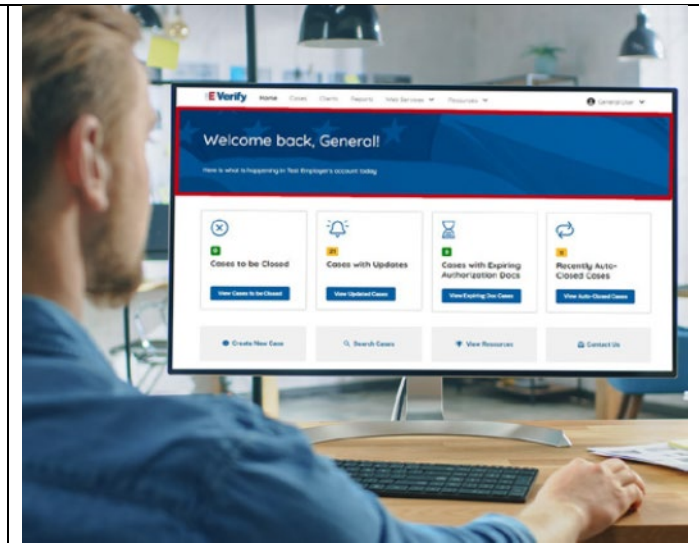 E-Verify Home Cases Clients Reports Web Services Resources General User
Welcome back, General!
Here is what is happening in Test Employer's account today
Cases to be Closed
View Cases to be Closed
Cases with Updates
View Updated Cases
Cases with Expiring
Authorization Docs
View Expiring Doc Cases
Recently Auto-
Closed Cases
View Auto-Closed Cases
Create New Case
Search Cases
View Resources
Contact Us